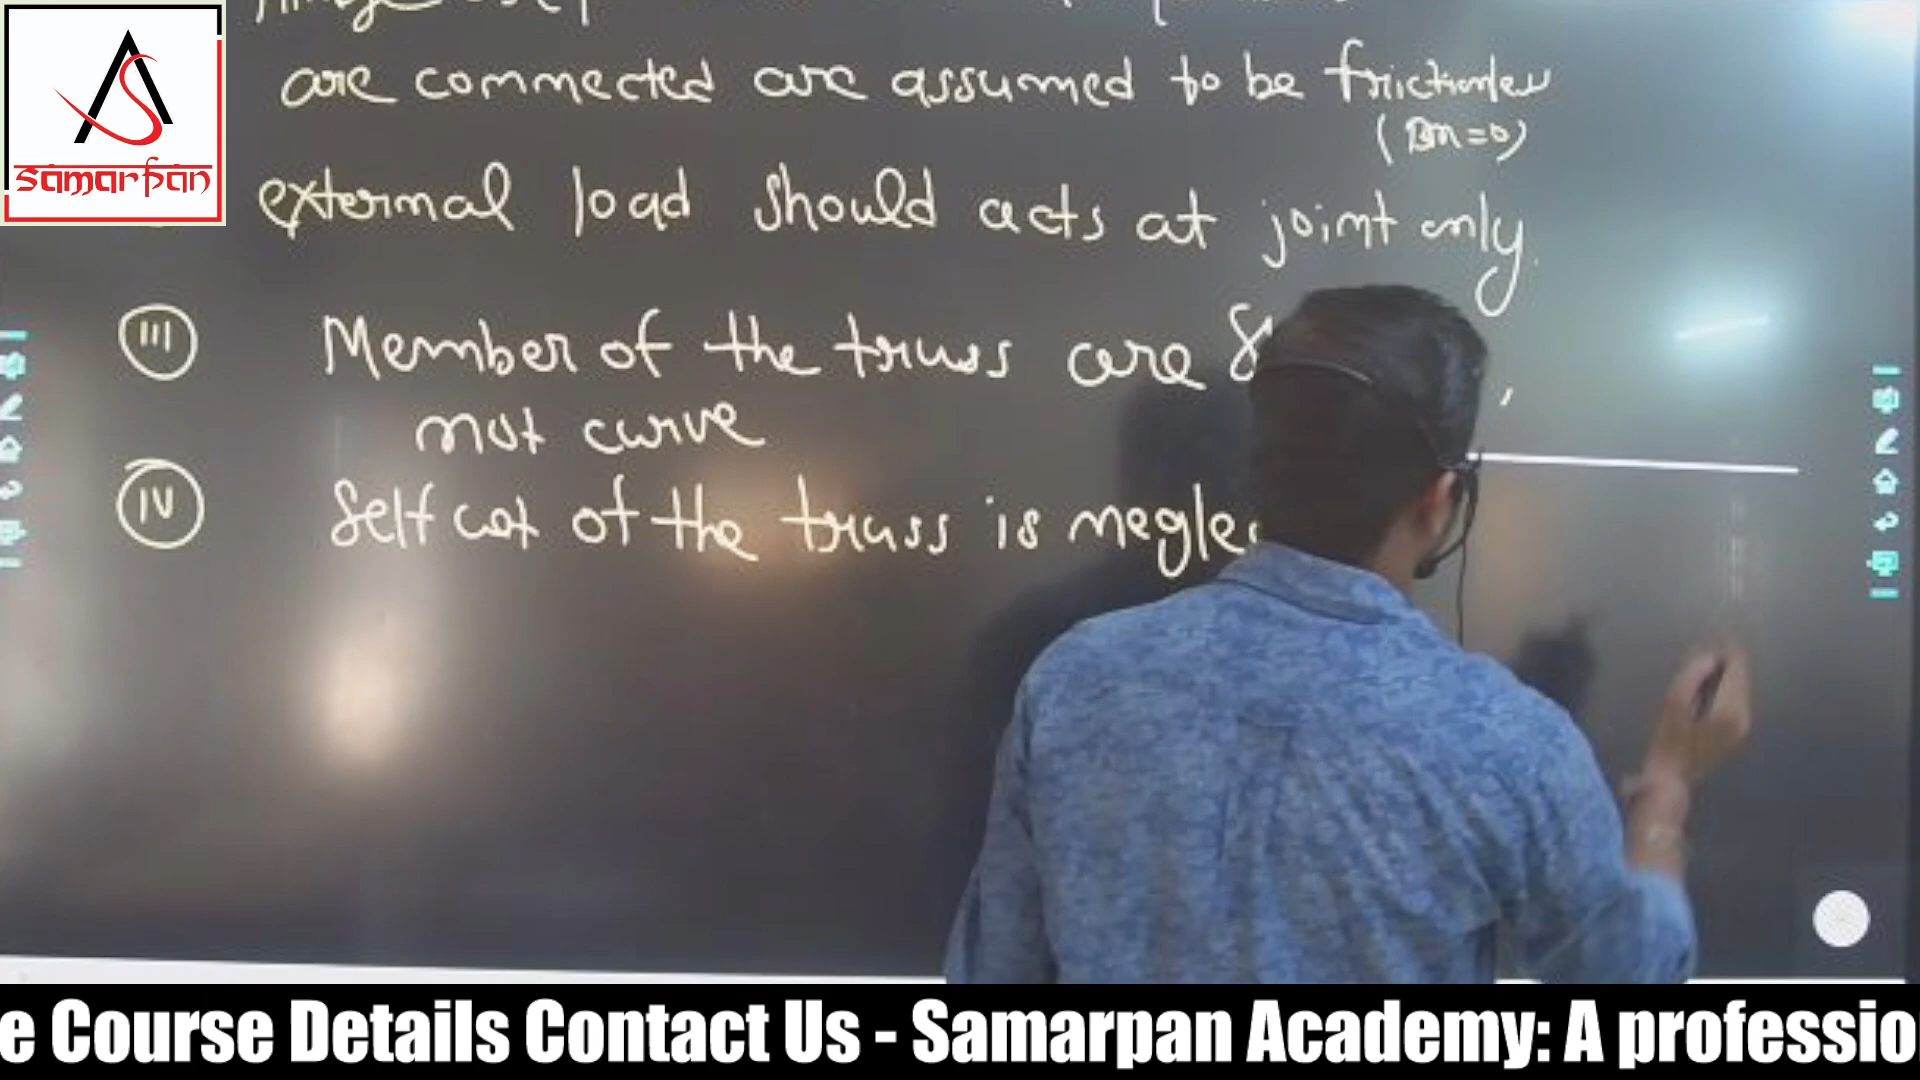 samarpan
are connected are assumed to be frictionless
(BM=0)
external load should acts at joint only.
III Member of the truss are
not curve
IV Self wt of the truss is
e Course Details Contact Us - Samarpan Academy: A professio